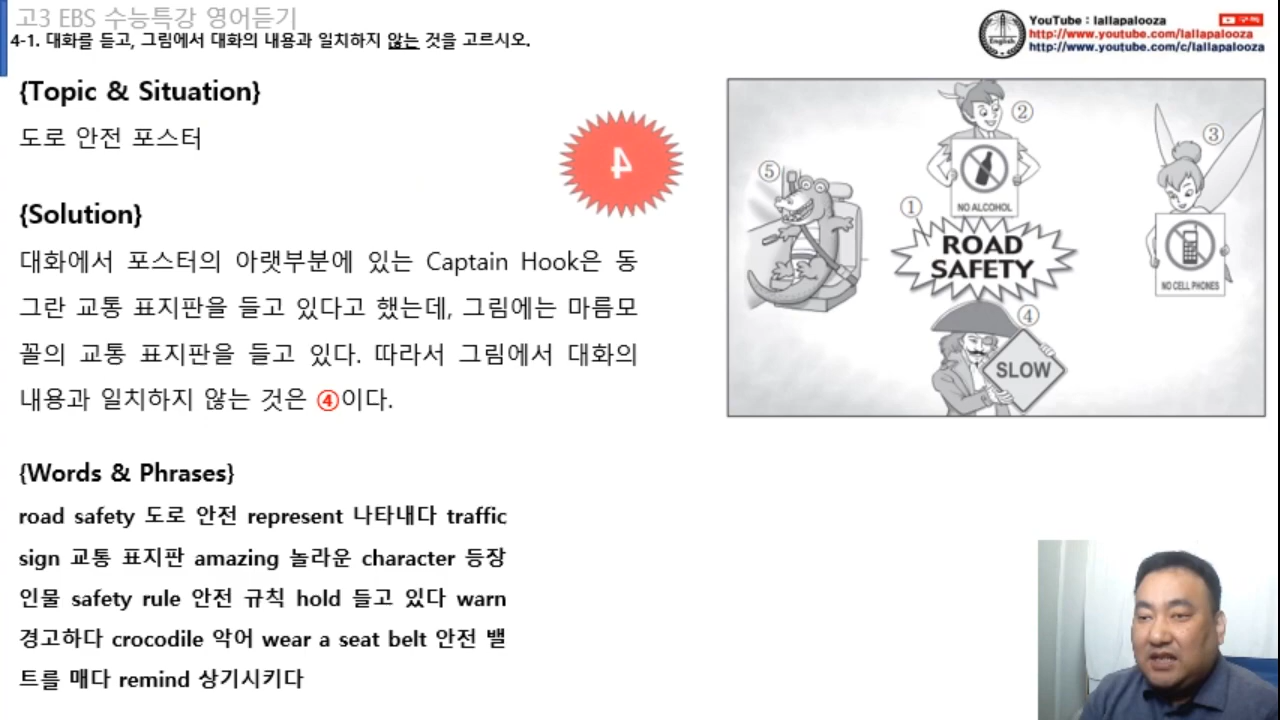 고3 EBS 수능특강 영어듣기
4-1. 대화를 듣고, 그림에서 대화의 내용과 일치하지 않는 것을 고르시오.
YouTube : lallapalooza
구독
http://www.youtube.com/lallapalooza
http://www.youtube.com/c/lallapalooza
English
{Topic & Situation}
도로 안전 포스터
4
{Solution}
대화에서 포스터의 아랫부분에 있는 Captain Hook은 동
그란 교통 표지판을 들고 있다고 했는데, 그림에는 마름모
꼴의 교통 표지판을 들고 있다. 따라서 그림에서 대화의
내용과 일치하지 않는 것은 ④이다.
{Words & Phrases}
road safety 도로 안전 represent 나타내다 traffic
sign 교통 표지판 amazing 놀라운 character 등장
인물 safety rule 안전 규칙 hold 들고 있다 warn
경고하다 crocodile 악어 wear a seat belt 안전 밸
트를 매다 remind 상기시키다
②
NO ALCOHOL
③
NO CELL PHONES
⑤
①
ROAD
SAFETY
④
SLOW